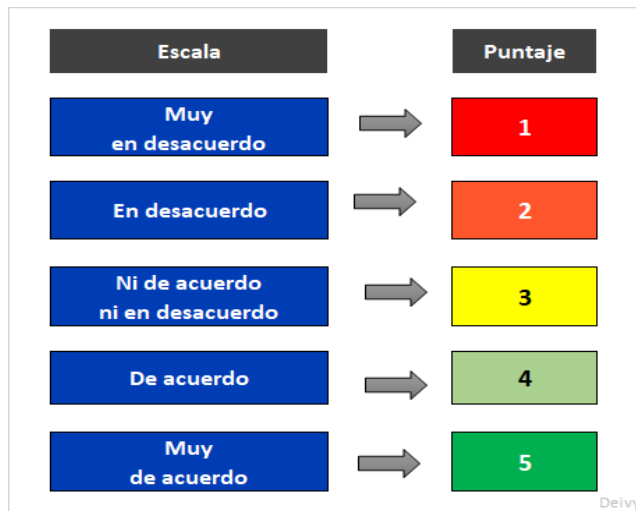 Escala
Puntaje
Muy
en desacuerdo
1
En desacuerdo
2
Ni de acuerdo
ni en desacuerdo
3
De acuerdo
4
Muy
de acuerdo
5
Deivy